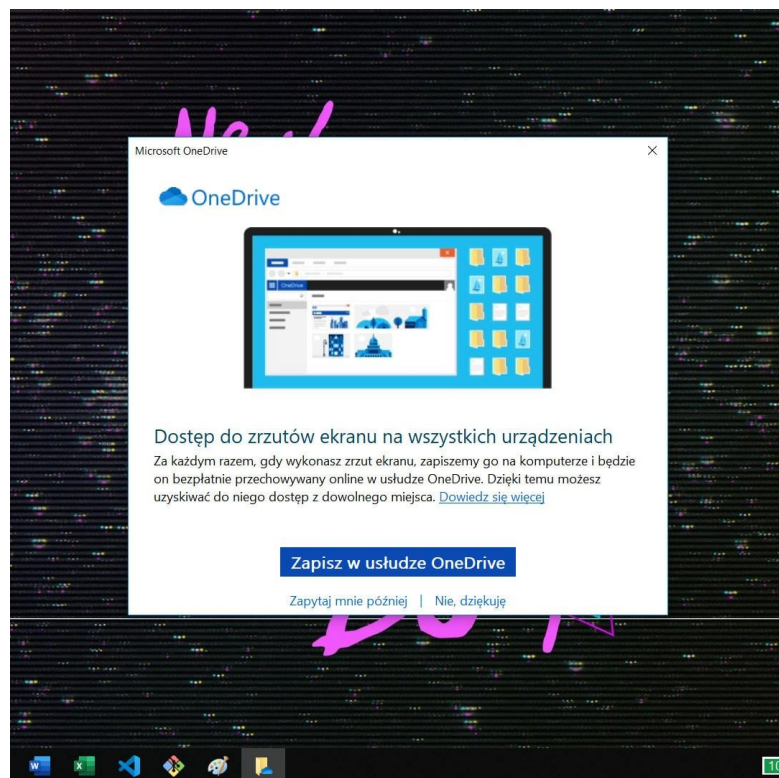 Microsoft OneDrive
OneDrive
OneDrive
Dostęp do zrzutów ekranu na wszystkich urządzeniach
Za każdym razem, gdy wykonasz zrzut ekranu, zapiszemy go na komputerze i będzie
on bezpłatnie przechowywany online w usłudze OneDrive. Dzięki temu możesz
uzyskiwać do niego dostęp z dowolnego miejsca. Dowiedz się więcej
Zapisz w usłudze OneDrive
Zapytaj mnie później | Nie, dziękuję
W
X
10